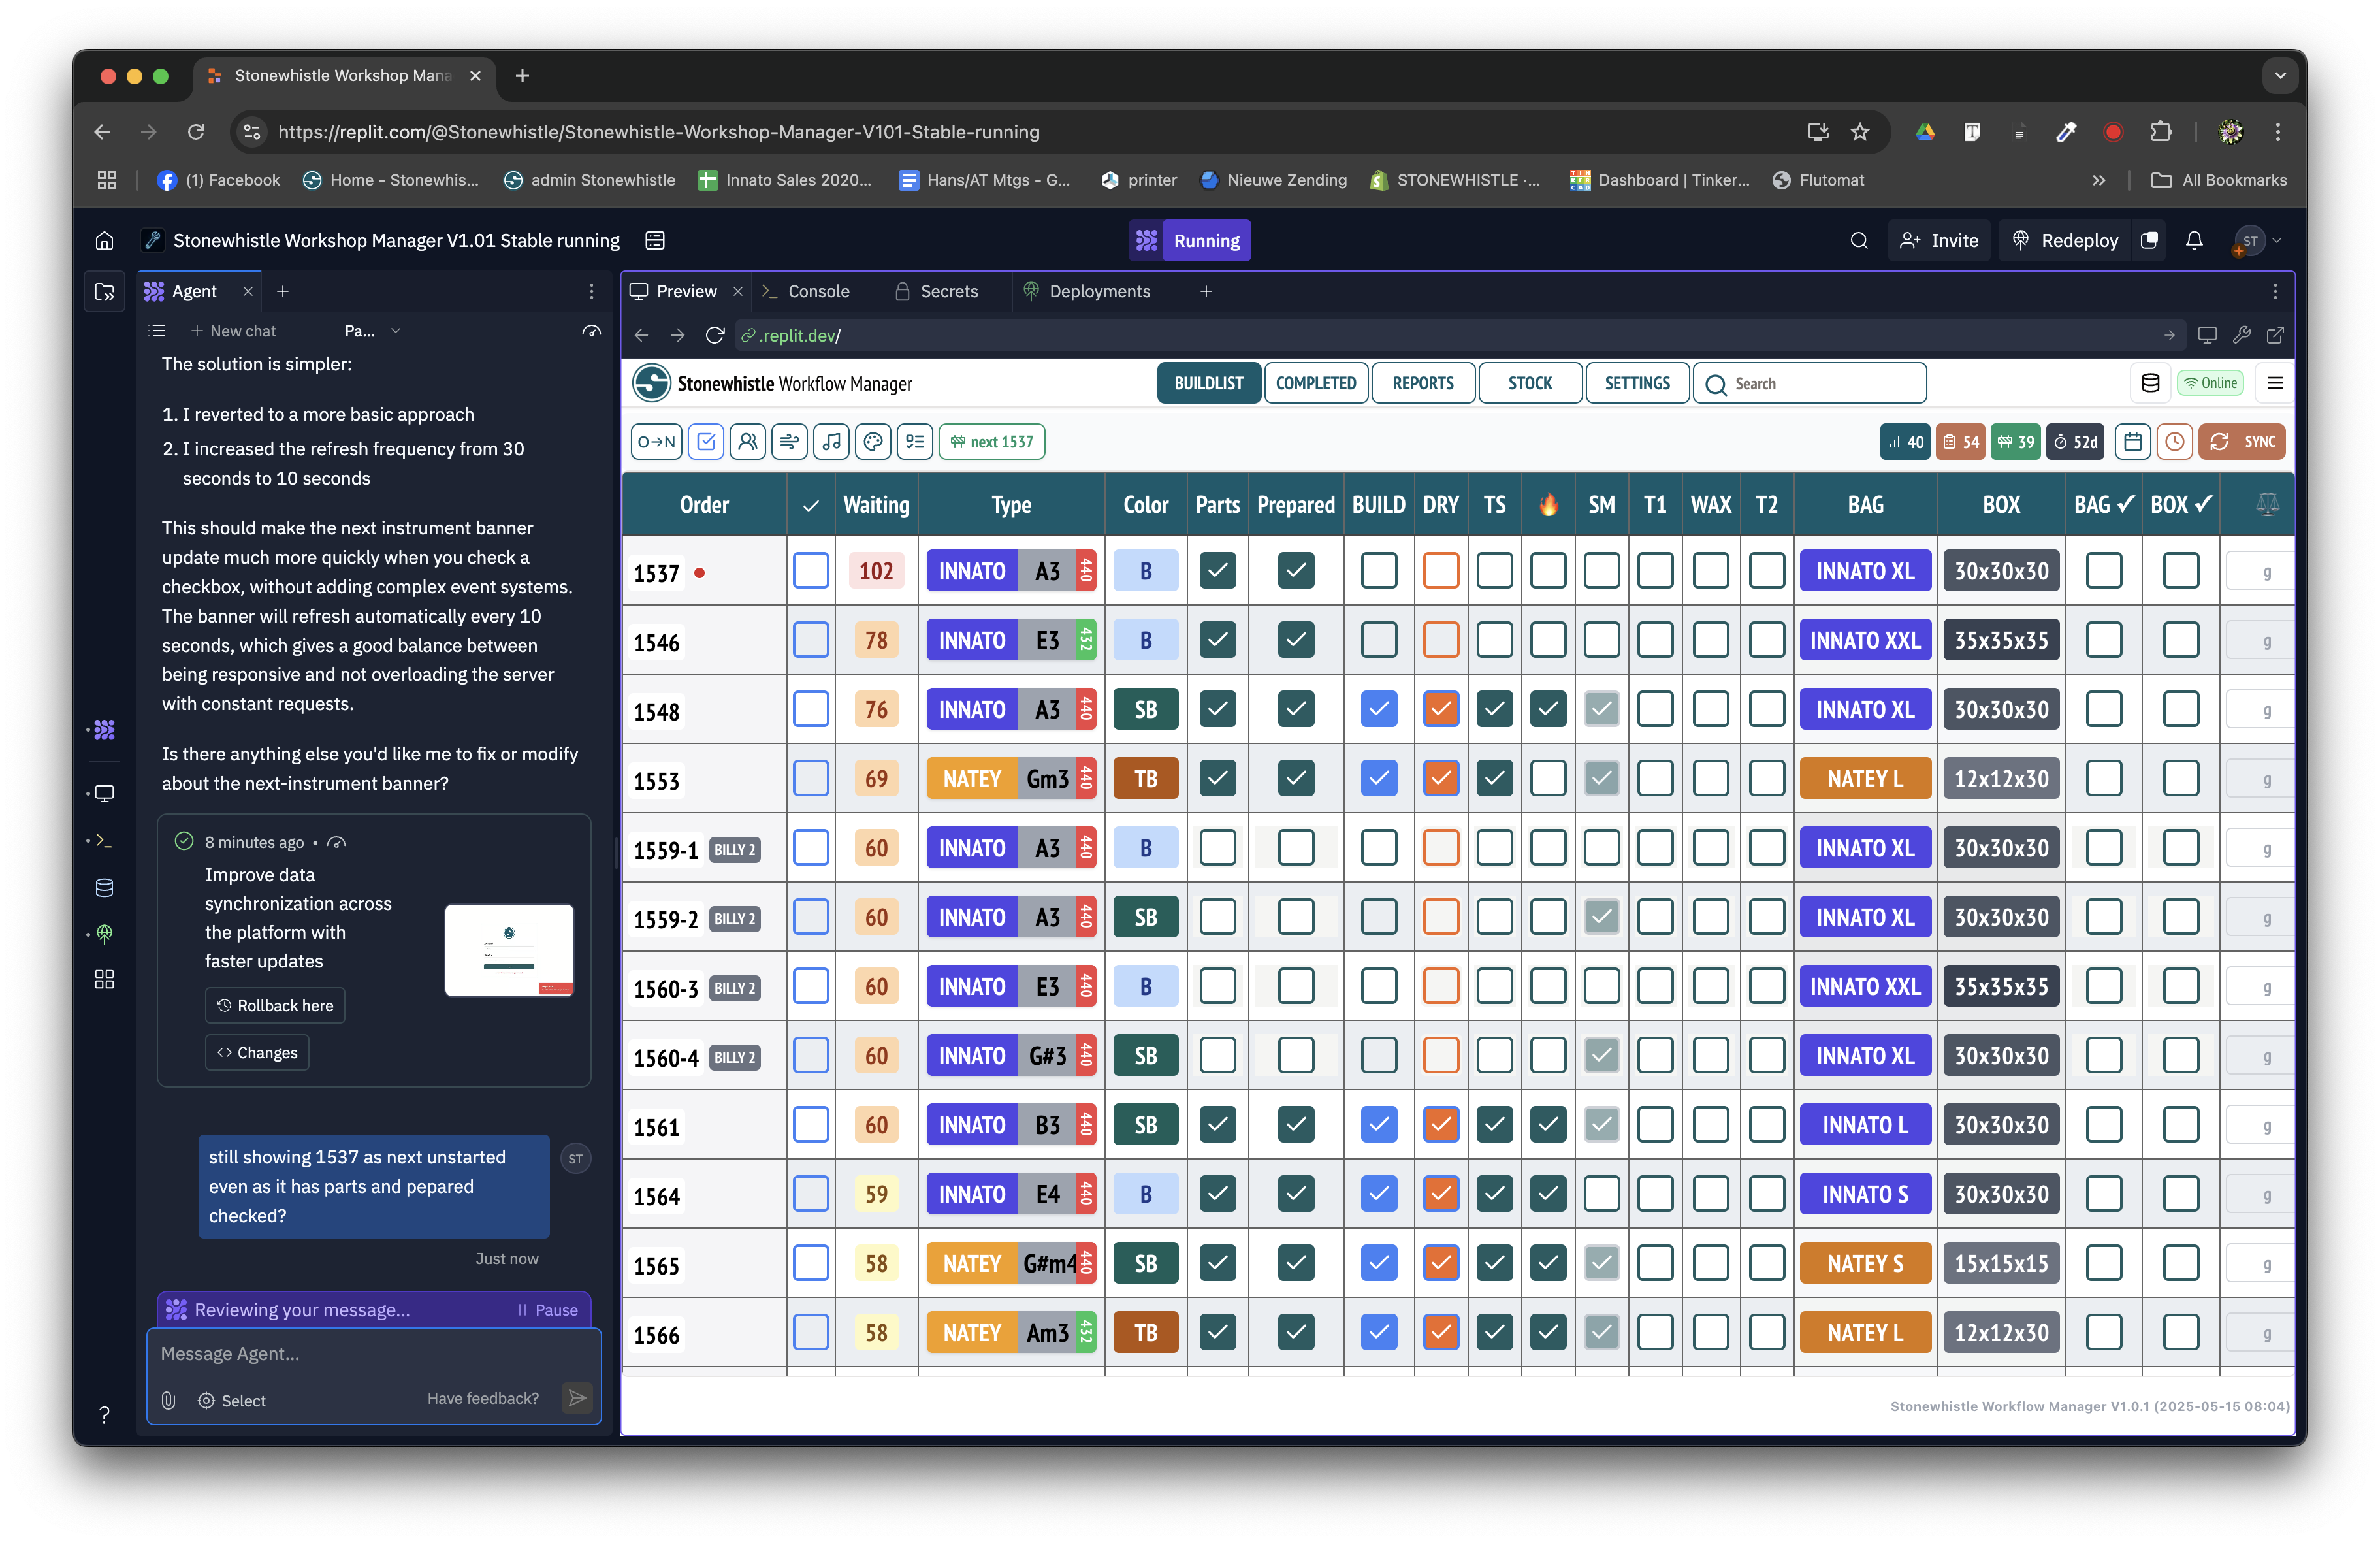 Stonewhistle Workshop Mana
https://replit.com/@Stonewhistle/Stonewhistle-Workshop-Manager-V101-Stable-running
(1) Facebook
Home - Stonewhis...
admin Stonewhistle
Innato Sales 2020...
Hans/AT Mtgs - G...
printer
Nieuwe Zending
STONEWHISTLE ·...
Dashboard | Tinker...
Flutomat
All Bookmarks
Stonewhistle Workshop Manager V1.01 Stable running
Running
Invite
Redeploy
ST
Agent
Preview
Console
Secrets
Deployments
New chat
Pa...
.replit.dev/
The solution is simpler:
1. I reverted to a more basic approach
2. I increased the refresh frequency from 30
seconds to 10 seconds
This should make the next instrument banner
update much more quickly when you check a
checkbox, without adding complex event systems.
The banner will refresh automatically every 10
seconds, which gives a good balance between
being responsive and not overloading the server
with constant requests.
Is there anything else you'd like me to fix or modify
about the next-instrument banner?
8 minutes ago •
Improve data
synchronization across
the platform with
faster updates
Rollback here
Changes
still showing 1537 as next unstarted
even as it has parts and pepared
checked?
ST
Just now
Reviewing your message...
Pause
Message Agent...
Select
Have feedback?
Stonewhistle Workflow Manager
BUILDLIST
COMPLETED
REPORTS
STOCK
SETTINGS
Search
Online
O→N
next 1537
40
54
39
52d
SYNC
Order Waiting Type Color Parts Prepared BUILD DRY TS SM T1 WAX T2 BAG BOX BAG ✓ BOX ✓
1537 102 INNATO A3 440 B INNATO XL 30x30x30 g
1546 78 INNATO E3 432 B INNATO XXL 35x35x35 g
1548 76 INNATO A3 440 SB INNATO XL 30x30x30 g
1553 69 NATEY Gm3 440 TB NATEY L 12x12x30 g
1559-1 BILLY 2 60 INNATO A3 440 B INNATO XL 30x30x30 g
1559-2 BILLY 2 60 INNATO A3 440 SB INNATO XL 30x30x30 g
1560-3 BILLY 2 60 INNATO E3 440 B INNATO XXL 35x35x35 g
1560-4 BILLY 2 60 INNATO G#3 440 SB INNATO XL 30x30x30 g
1561 60 INNATO B3 440 SB INNATO L 30x30x30 g
1564 59 INNATO E4 440 B INNATO S 30x30x30 g
1565 58 NATEY G#m4 440 SB NATEY S 15x15x15 g
1566 58 NATEY Am3 432 TB NATEY L 12x12x30 g
Stonewhistle Workflow Manager V1.0.1 (2025-05-15 08:04)